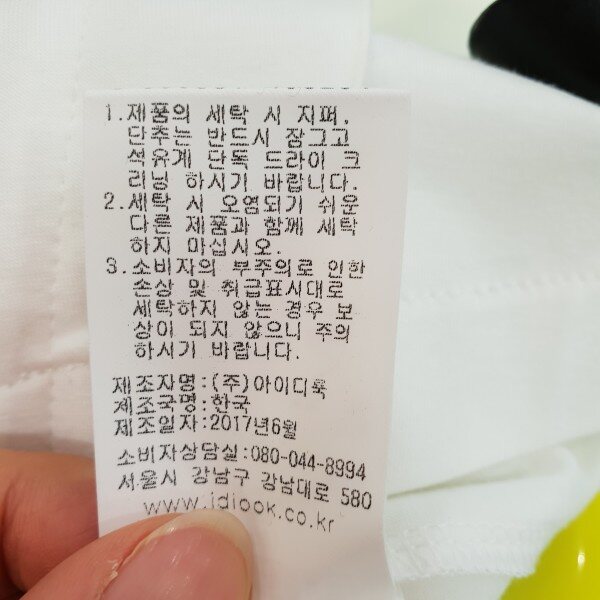 1.제품의 세탁 시 지퍼,
단추는 반드시 잠그고
석유계 단독 드라이 크
리닝 하시기 바랍니다.
2.세탁 시 오염되기 쉬운
다른 제품과 함께 세탁
하지 마십시오.
3.소비자의 부주의로 인한
손상 및 취급표시대로
세탁하지 않는 경우 보
상이 되지 않으니 주의
하시기 바랍니다.
제조자명:(주)아이디룩
제조국명:한국
제조일자:2017년6월
소비자상담실:080-044-8994
서울시 강남구 강남대로 580
www.idlook.co.kr